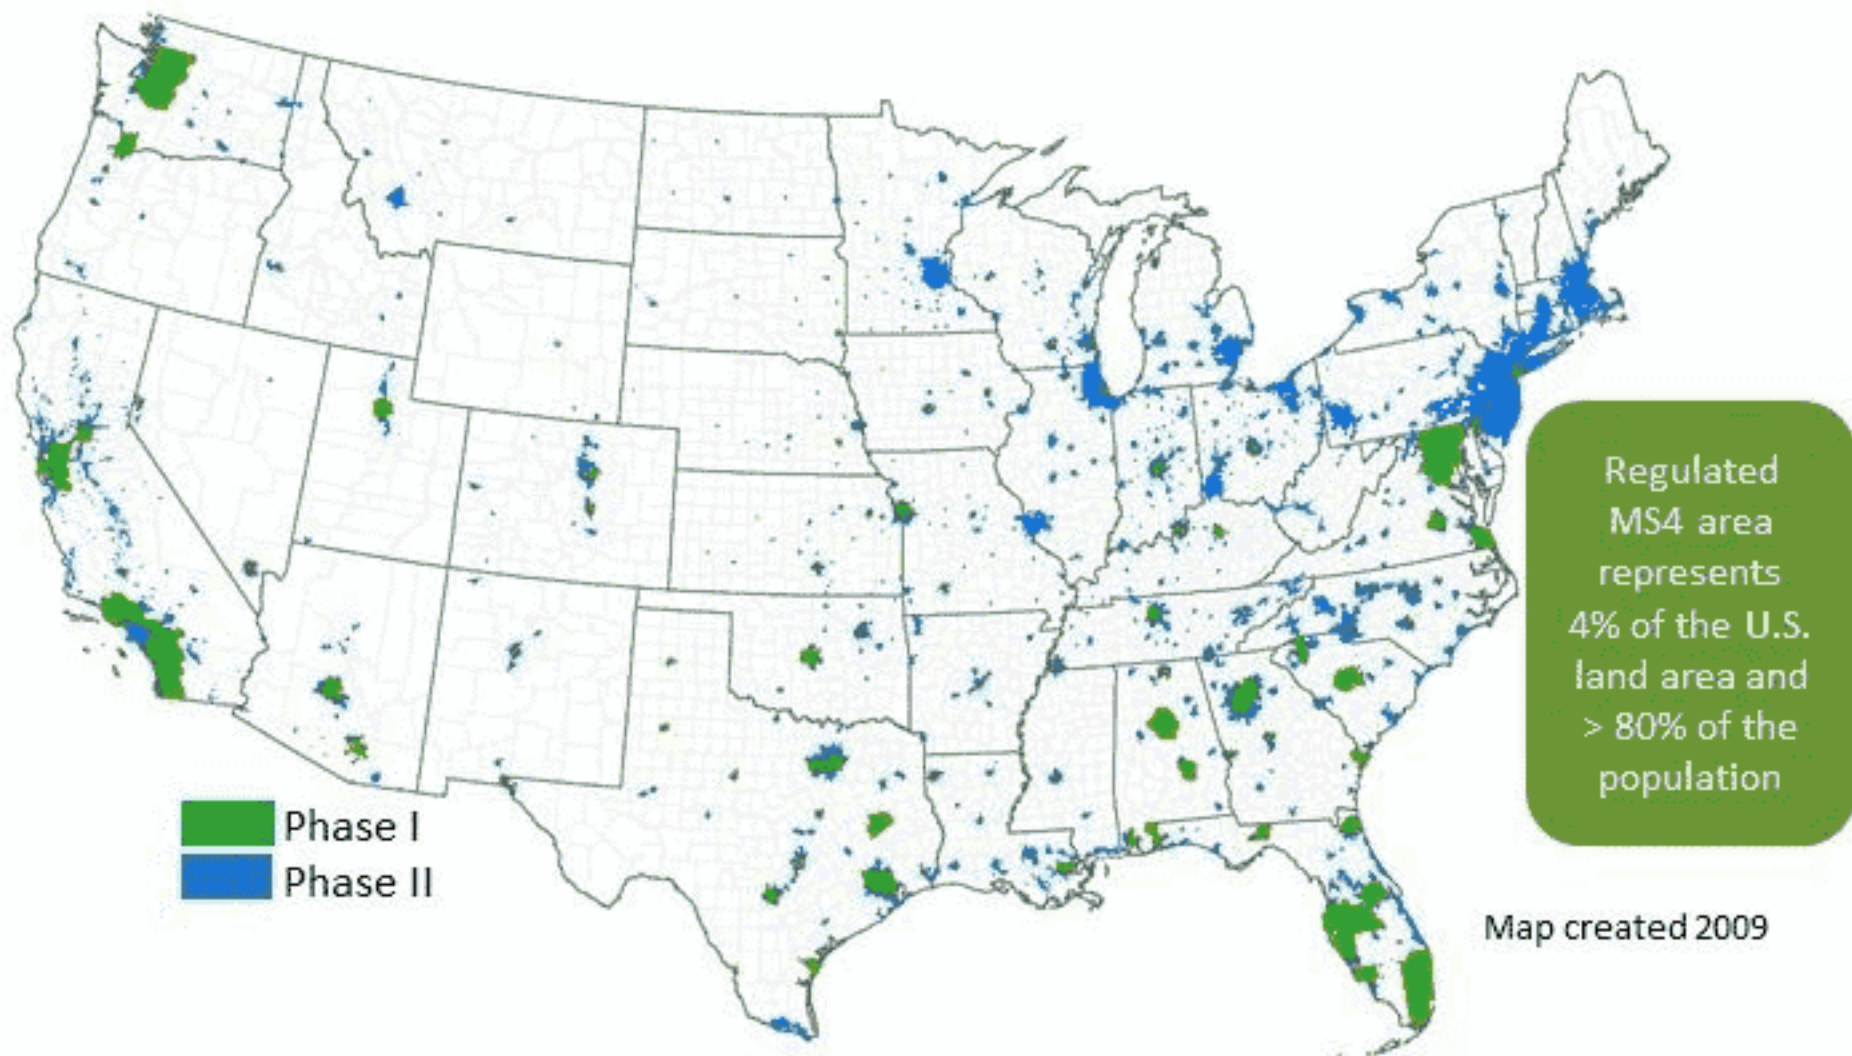 Regulated
MS4 area
represents
4% of the U.S.
land area and
> 80% of the
population
Phase I
Phase II
Map created 2009